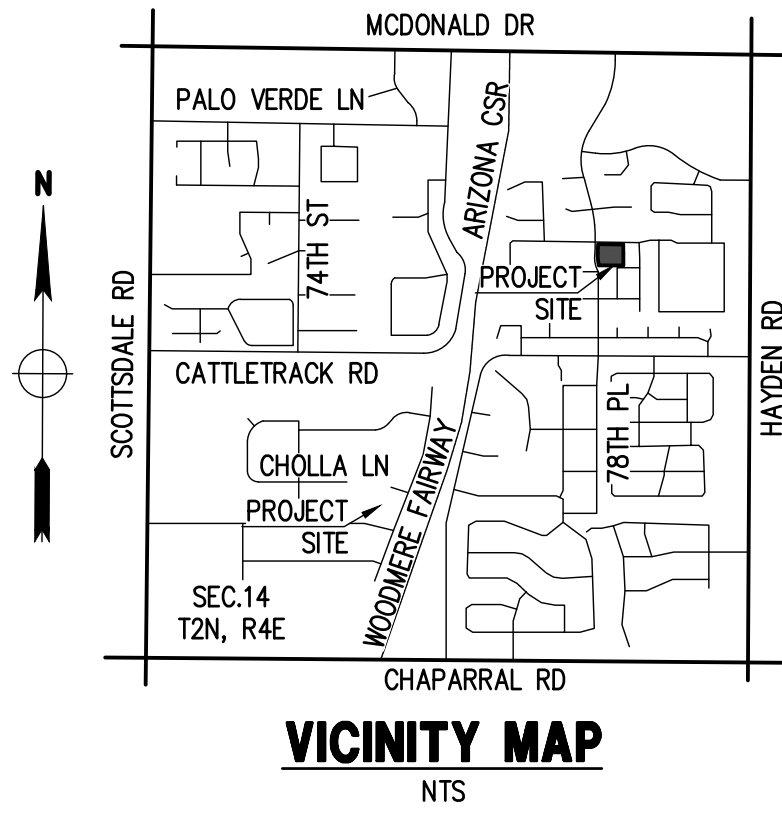 MCDONALD DR
PALO VERDE LN
ARIZONA CSR
N
74TH ST
PROJECT
SITE
SCOTTSDALE RD
HAYDEN RD
CATTLETRACK RD
78TH PL
WOODMERE FAIRWAY
CHOLLA LN
PROJECT
SITE
SEC.14
T2N, R4E
CHAPARRAL RD
VICINITY MAP
NTS